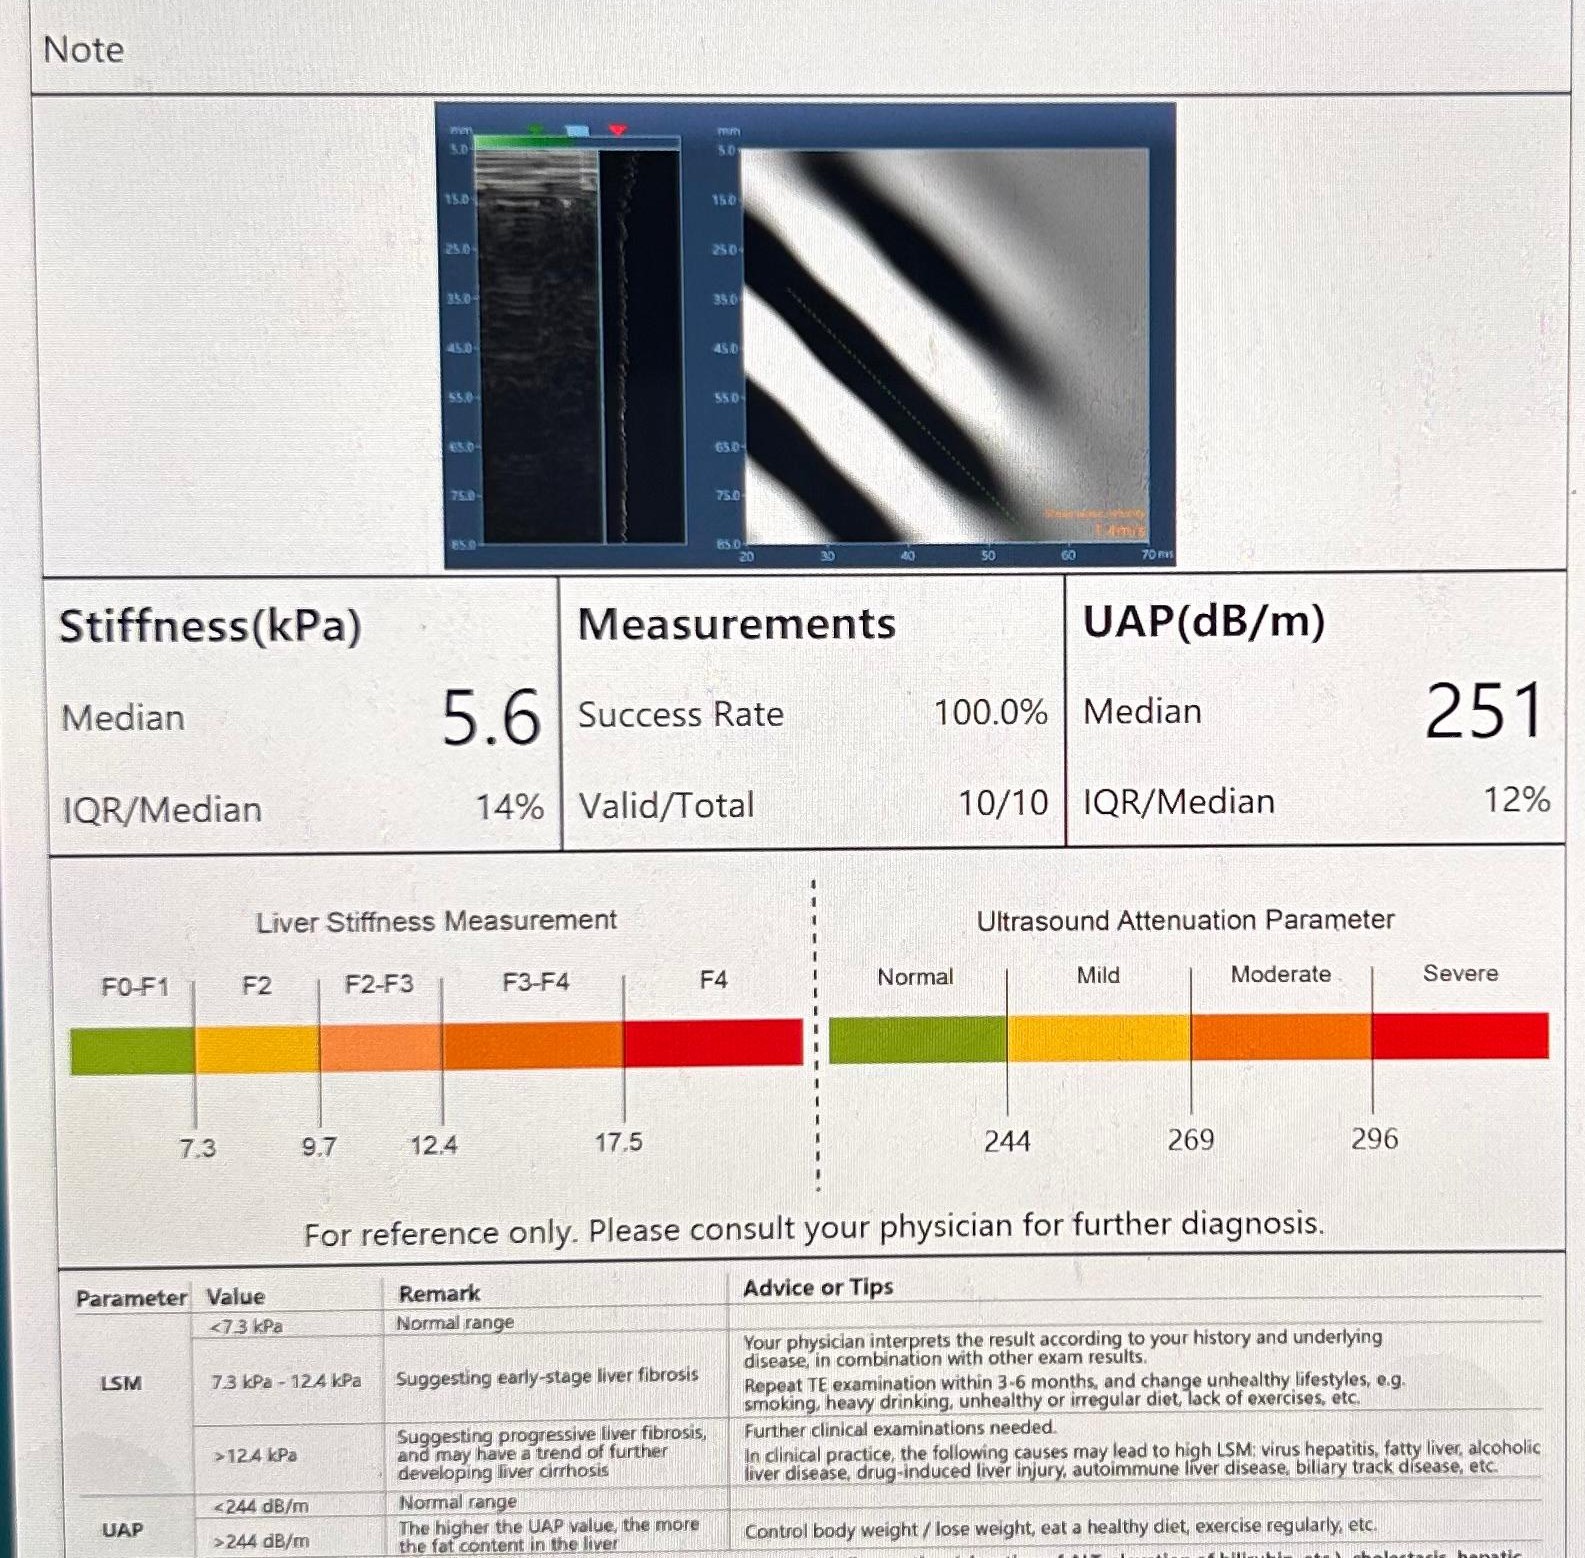 Note
mm
5.0
15.0
25.0
35.0
45.0
55.0
65.0
75.0
85.0
mm
5.0
15.0
25.0
35.0
45.0
55.0
65.0
75.0
85.0
20 30 40 50 60 70 ms
1.4m/s
Stiffness(kPa)
Median 5.6
IQR/Median 14%
Measurements
Success Rate 100.0%
Valid/Total 10/10
UAP(dB/m)
Median 251
IQR/Median 12%
Liver Stiffness Measurement
F0-F1 F2 F2-F3 F3-F4 F4
7.3 9.7 12.4 17.5
Ultrasound Attenuation Parameter
Normal Mild Moderate Severe
244 269 296
For reference only. Please consult your physician for further diagnosis.
Parameter Value Remark Advice or Tips
LSM
<7.3 kPa Normal range
7.3 kPa - 12.4 kPa Suggesting early-stage liver fibrosis
Your physician interprets the result according to your history and underlying
disease, in combination with other exam results.
Repeat TE examination within 3-6 months, and change unhealthy lifestyles, e.g.
smoking, heavy drinking, unhealthy or irregular diet, lack of exercises, etc.
>12.4 kPa
Suggesting progressive liver fibrosis,
and may have a trend of further
developing liver cirrhosis
Further clinical examinations needed.
In clinical practice, the following causes may lead to high LSM: virus hepatitis, fatty liver, alcoholic
liver disease, drug-induced liver injury, autoimmune liver disease, biliary track disease, etc.
UAP
<244 dB/m Normal range
>244 dB/m
The higher the UAP value, the more
the fat content in the liver
Control body weight / lose weight, eat a healthy diet, exercise regularly, etc.